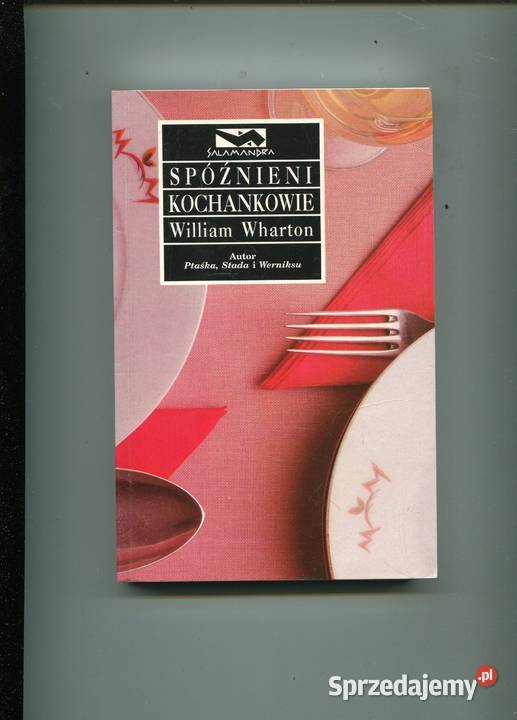 SALAMANDRA
SPÓŹNIENI
KOCHANKOWIE
William Wharton
Autor
Ptaśka, Stada i Werniksu
Sprzedajemy.pl